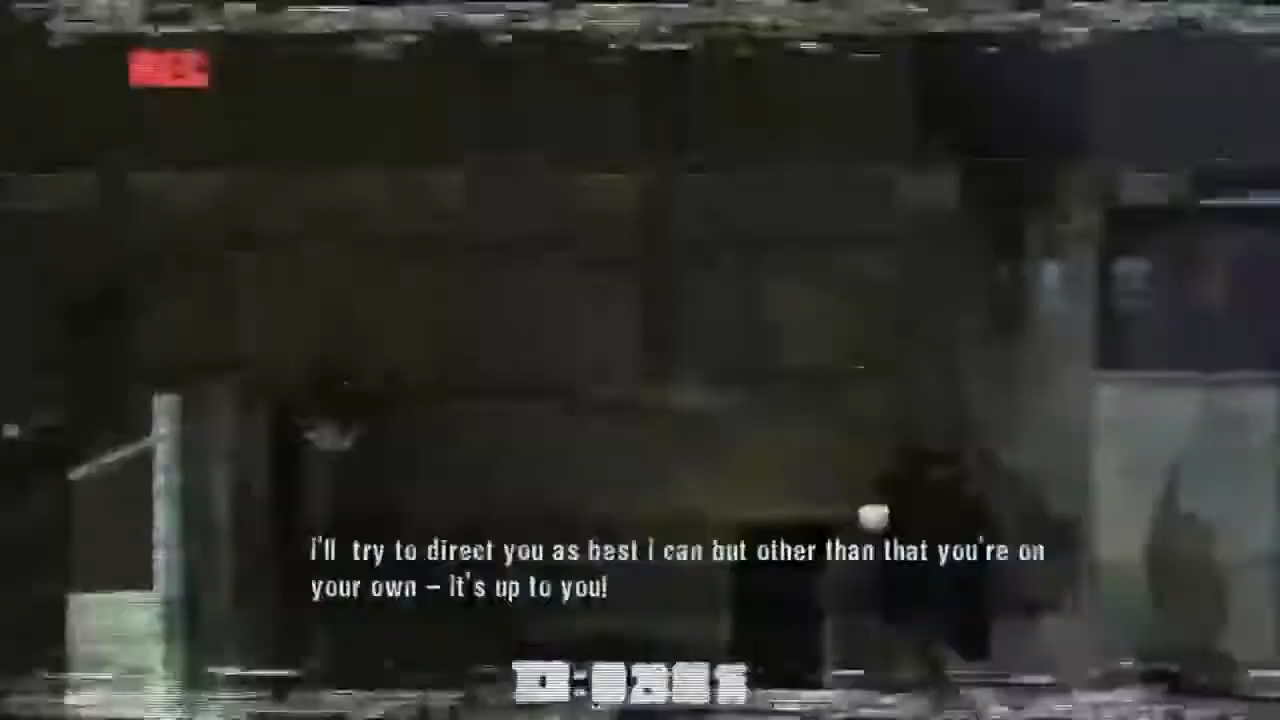 i'll try to direct you as best i can but other than that you're on
your own – it's up to you!